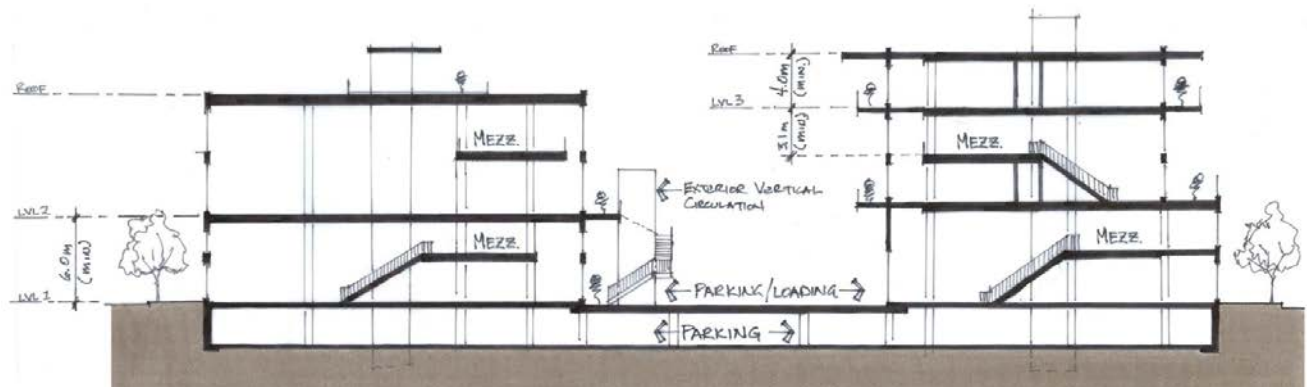 ROOF
MEZZ.
LVL 2
MEZZ.
6.0m
(MIN.)
LVL 1
EXTERIOR VERTICAL
CIRCULATION
PARKING/LOADING
PARKING
ROOF
4.0m
(MIN.)
LVL 3
3.1m
(MIN)
MEZZ.
MEZZ.